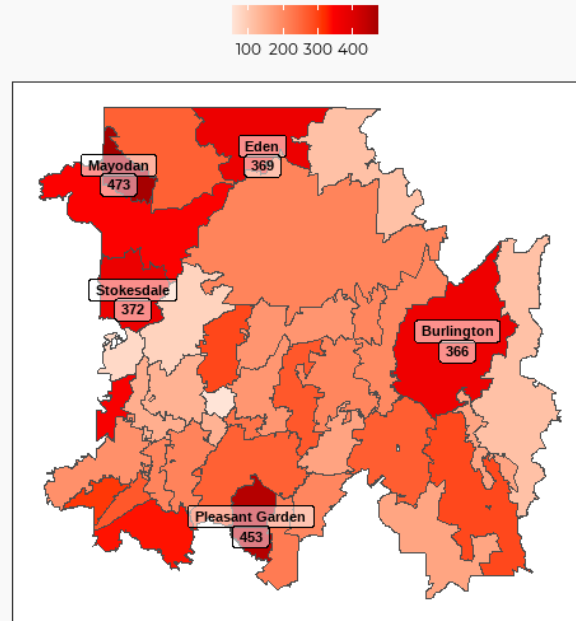 100 200 300 400
Eden
369
Mayodan
473
Stokesdale
372
Burlington
366
Pleasant Garden
453